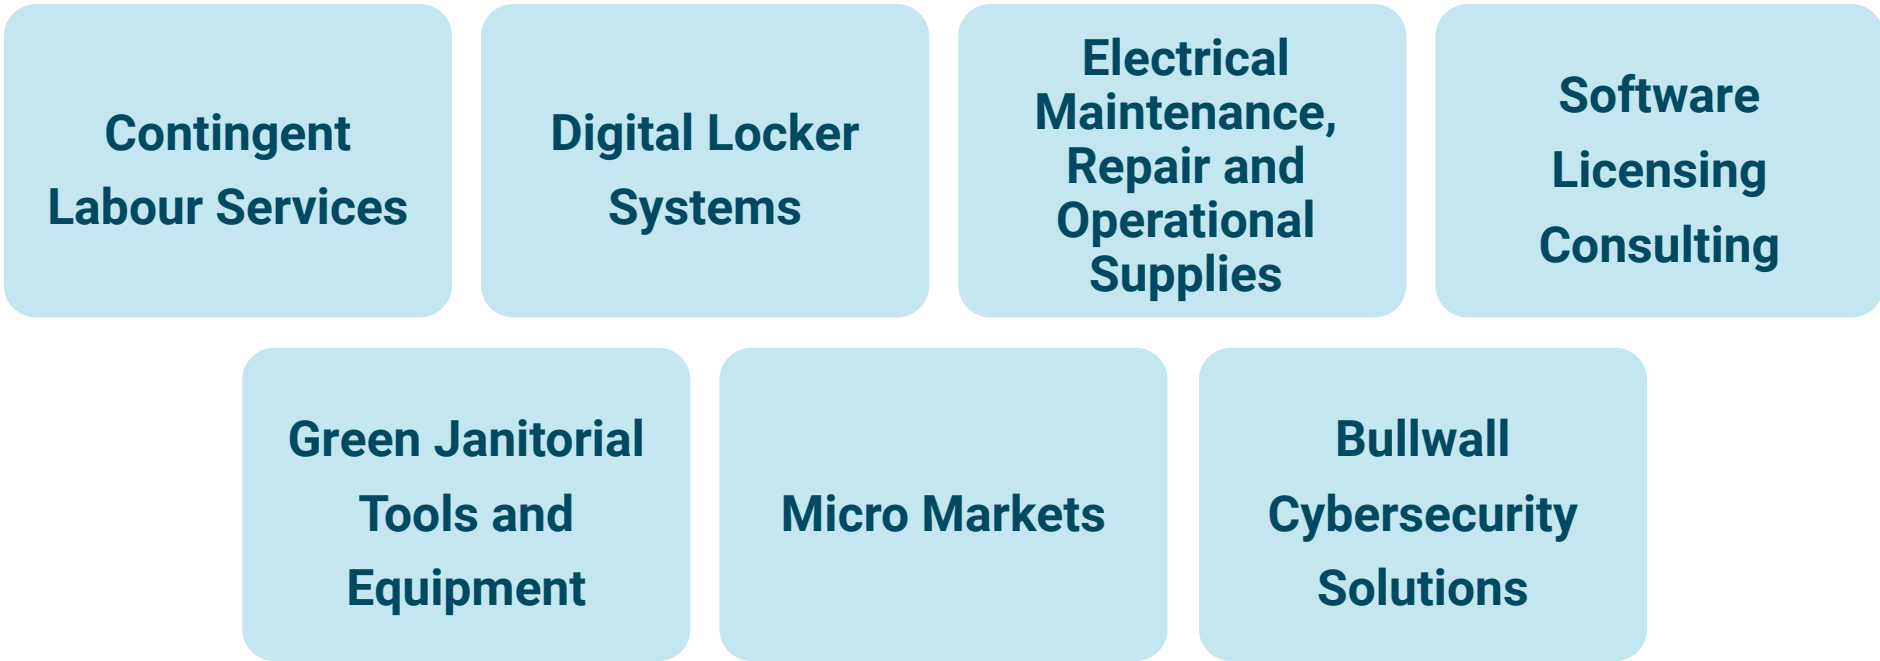 Contingent
Labour Services
Digital Locker
Systems
Electrical
Maintenance,
Repair and
Operational
Supplies
Software
Licensing
Consulting
Green Janitorial
Tools and
Equipment
Micro Markets
Bullwall
Cybersecurity
Solutions